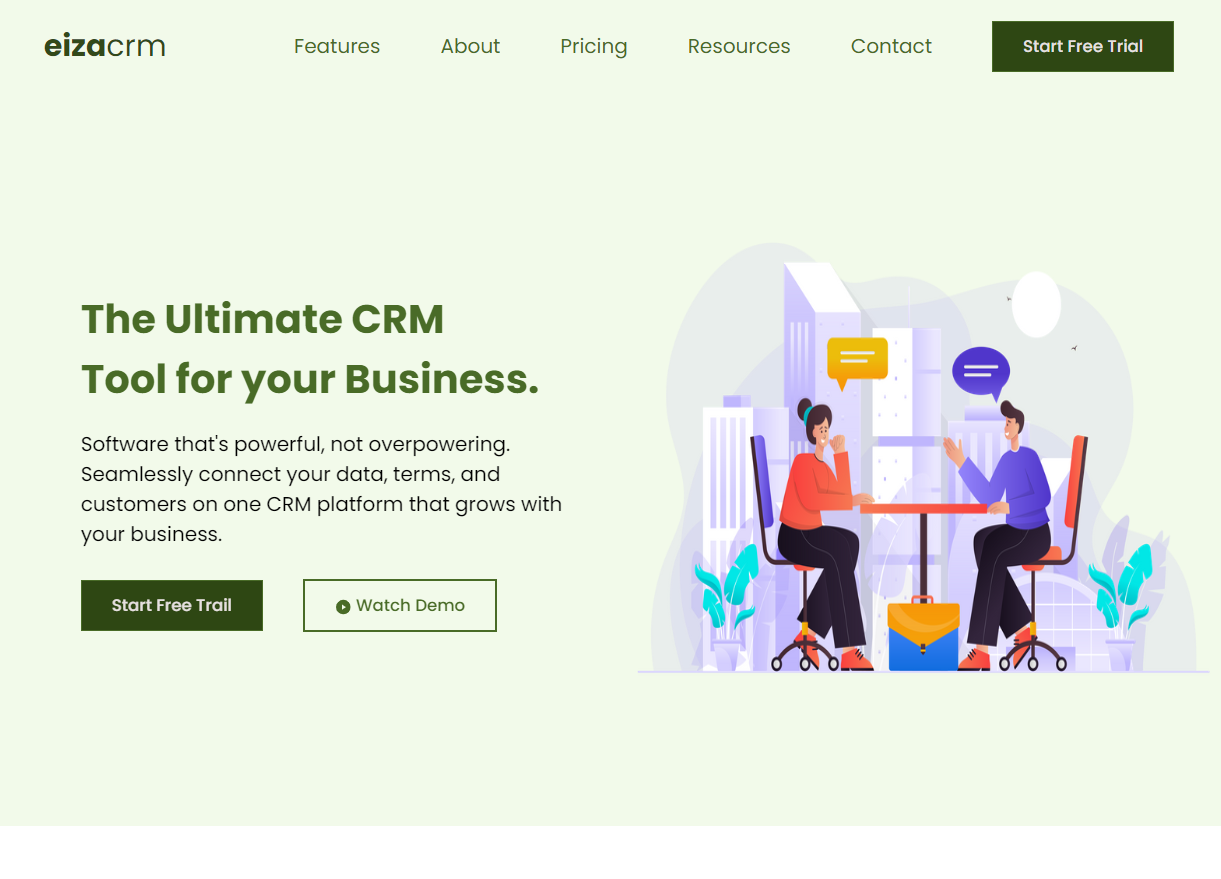 eizacrm
Features
About
Pricing
Resources
Contact
Start Free Trial
The Ultimate CRM
Tool for your Business.
Software that's powerful, not overpowering.
Seamlessly connect your data, terms, and
customers on one CRM platform that grows with
your business.
Start Free Trail
Watch Demo